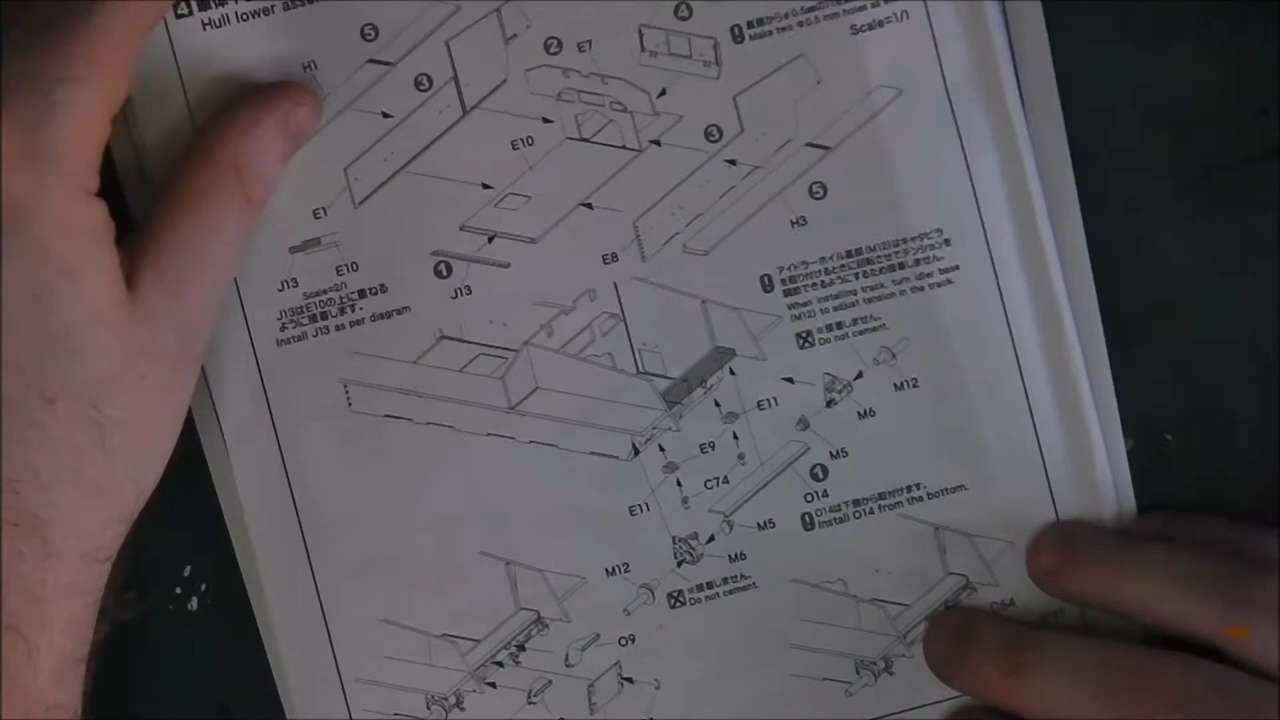 4
Hull lower
5
4
裏側から
Make two Φ0.5 mm holes as
Scale=1/1
2
E7
H1
3
3
E10
5
E1
H3
E8
J13
E10
Scale=2/1
1
J13
J13はE10の上に重ねる
ように接着します。
Install J13 as per diagram
アイドラーホイル基部(M12)はキャタピラ
を取り付けるときに回転させてテンションを
調節できるようにするため接着しません。
When installing track, turn idler base
(M12) to adjust tension in the track.
※接着しません。
Do not cement.
M12
M6
E11
M5
E9
C74
1
O14
E11
O14は下側から取付けます。
Install O14 from the bottom.
M5
M6
M12
※接着しません。
Do not cement.
O9
C64